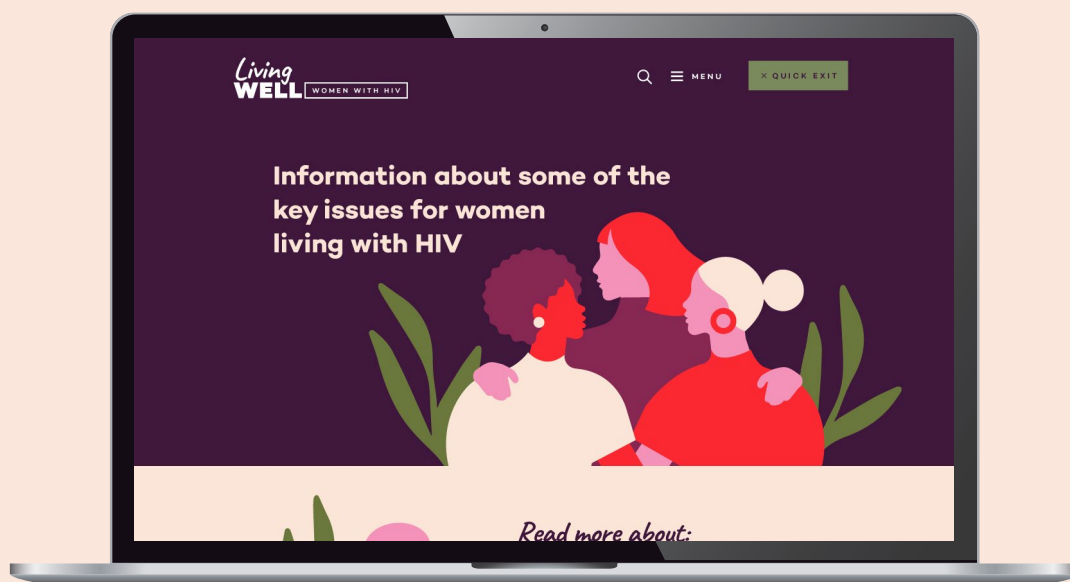 Living
WELL WOMEN WITH HIV
MENU
× QUICK EXIT
Information about some of the
key issues for women
living with HIV
Read more about: